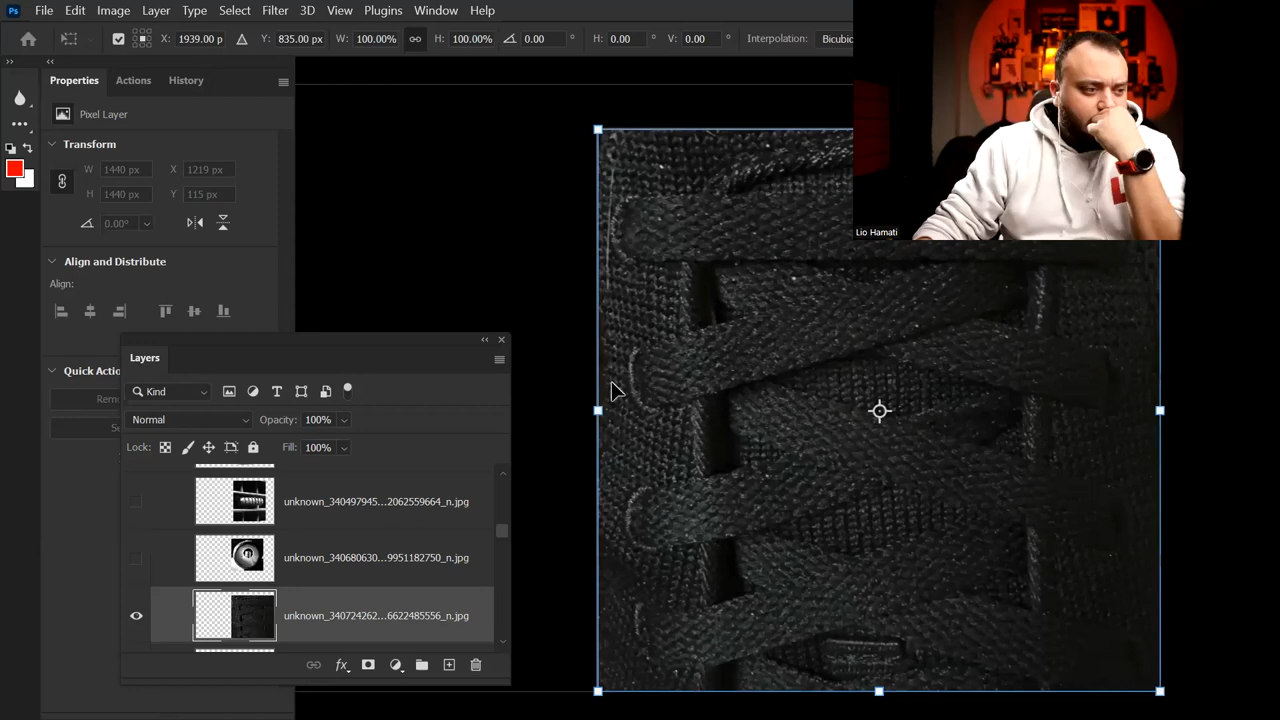 Ps File Edit Image Layer Type Select Filter 3D View Plugins Window Help
X: 1939.00 p Y: 835.00 px W: 100.00% H: 100.00% 0.00 ° H: 0.00 ° V: 0.00 ° Interpolation: Bicubic
Properties Actions History
Pixel Layer
Transform
W 1440 px X 1219 px
H 1440 px Y 115 px
0.00°
Align and Distribute
Align:
Quick Actio
Rem
Lio Hamati
Layers
Kind
Normal Opacity: 100%
Lock: Fill: 100%
unknown_340497945...2062559664_n.jpg
unknown_340680630...9951182750_n.jpg
unknown_340724262...6622485556_n.jpg
fx